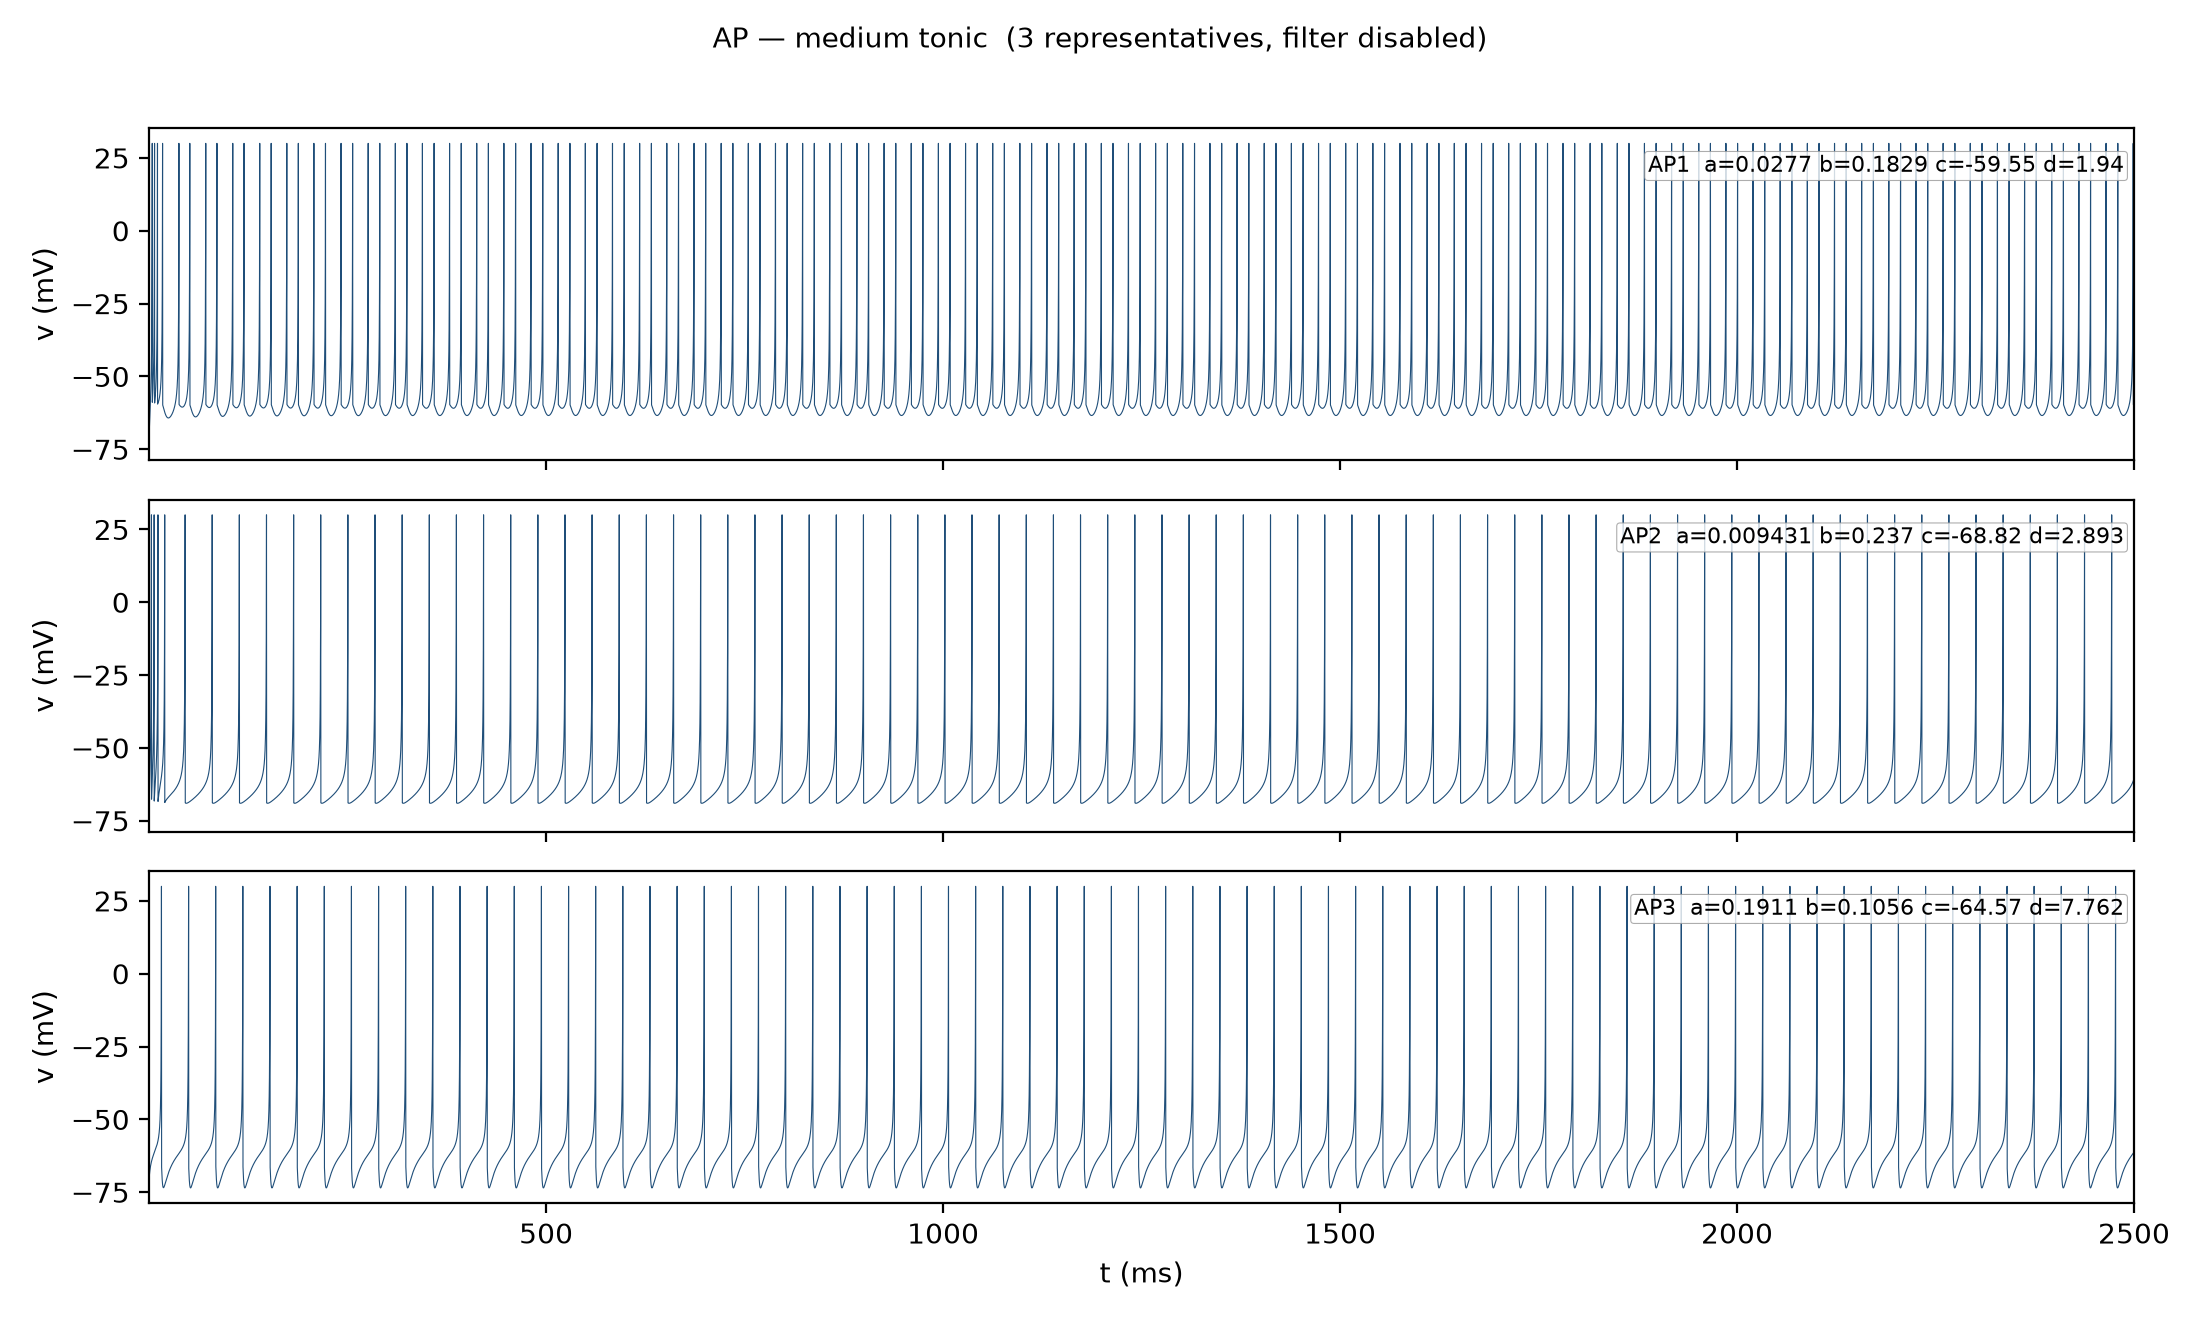 AP — medium tonic  (3 representatives, filter disabled)
25
0
−25
−50
−75
v (mV)
AP1  a=0.0277 b=0.1829 c=-59.55 d=1.94
25
0
−25
−50
−75
v (mV)
AP2  a=0.009431 b=0.237 c=-68.82 d=2.893
25
0
−25
−50
−75
v (mV)
AP3  a=0.1911 b=0.1056 c=-64.57 d=7.762
500 1000 1500 2000 2500
t (ms)